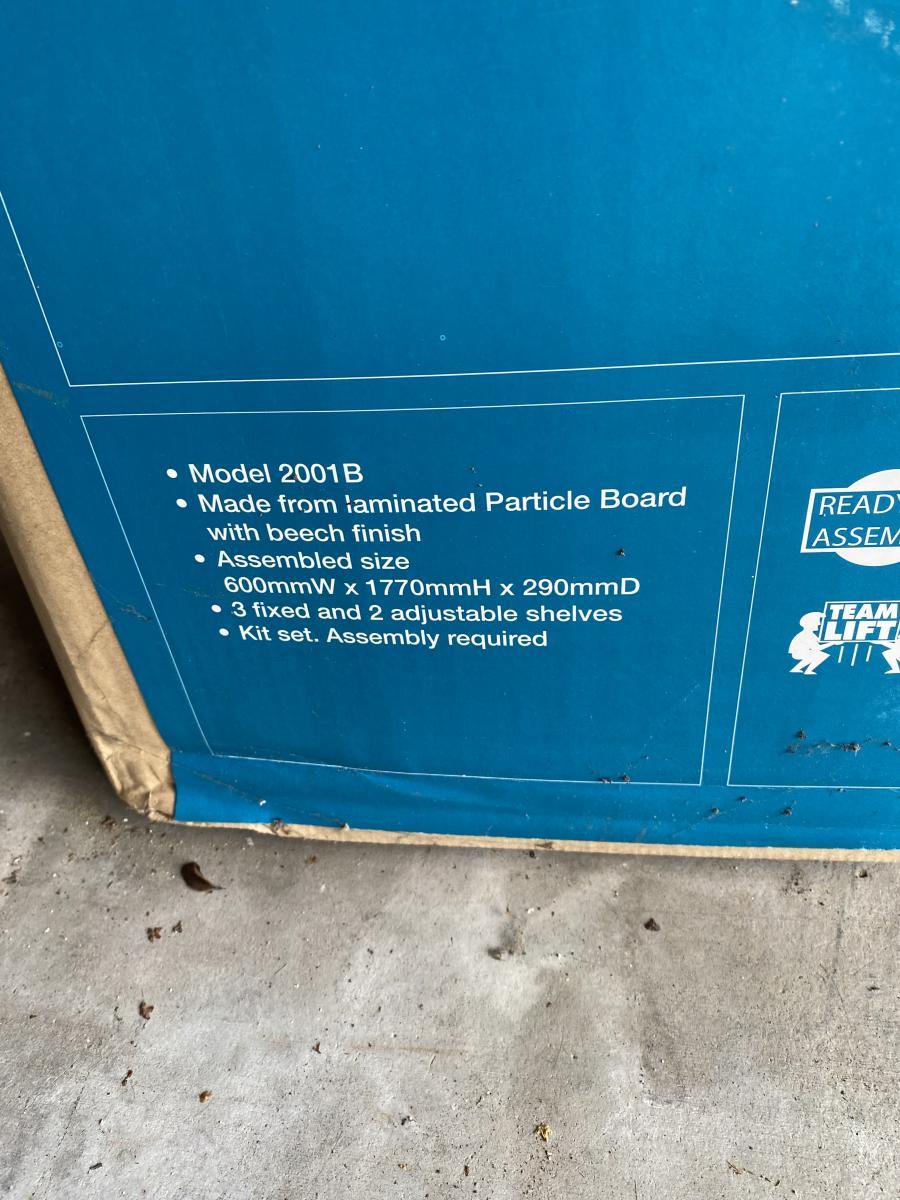 • Model 2001B
• Made from laminated Particle Board
with beech finish
• Assembled size
600mmW x 1770mmH x 290mmD
• 3 fixed and 2 adjustable shelves
• Kit set. Assembly required
READY
ASSEM
TEAM
LIFT